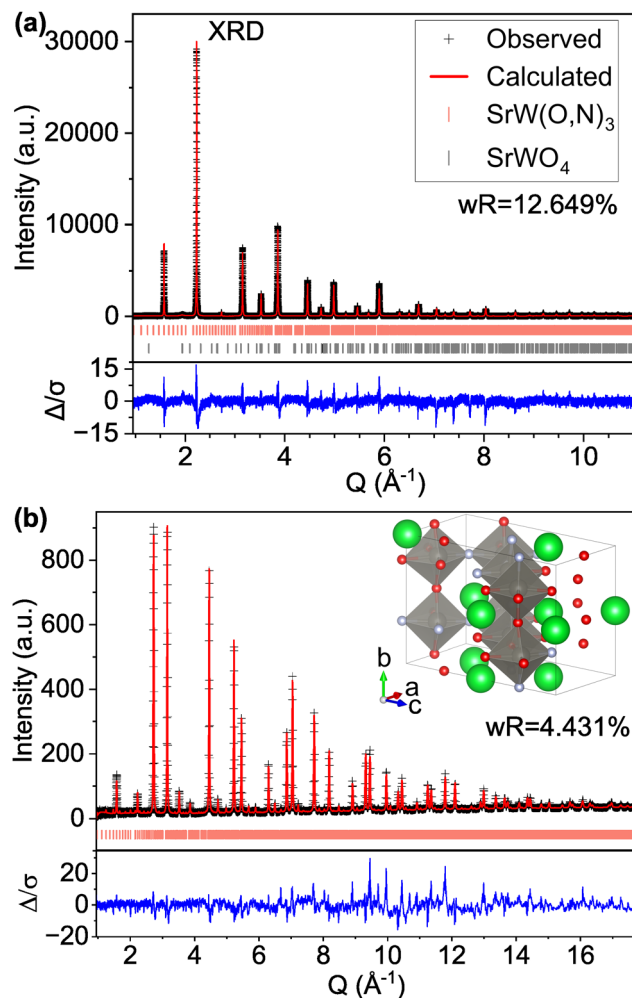 (a)
XRD
Observed
Calculated
SrW(O,N)₃
SrWO₄
wR=12.649%
Intensity (a.u.)
30000
20000
10000
0
Δ/σ
15
0
−15
2 4 6 8 10
Q (Å⁻¹)
(b)
b
a
c
wR=4.431%
Intensity (a.u.)
800
600
400
200
0
Δ/σ
20
0
−20
2 4 6 8 10 12 14 16
Q (Å⁻¹)